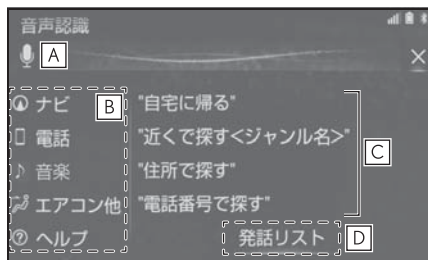 音声認識
A
ナビ B "自宅に帰る"
電話 "近くで探す<ジャンル名>"
C
音楽 "住所で探す"
エアコン他 "電話番号で探す"
ヘルプ 発話リスト D